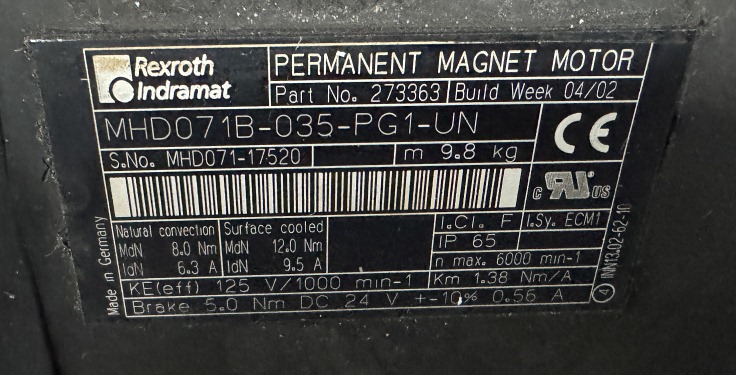 Rexroth
Indramat
PERMANENT MAGNET MOTOR
Part No. 273363 Build Week 04/02
MHD071B-035-PG1-UN
CE
S.No. MHD071-17520 m 9.8 kg
c RU US
Natural convection Surface cooled
MdN 8.0 Nm MdN 12.0 Nm
IdN 6.3 A IdN 9.5 A
I.Cl. F I.Sy. ECM1
IP 65
n max. 6000 min-1
KE(eff) 125 V/1000 min-1 Km 1.38 Nm/A
Brake 5.0 Nm DC 24 V +-10% 0.56 A
Made in Germany
A INN13.02-62-10